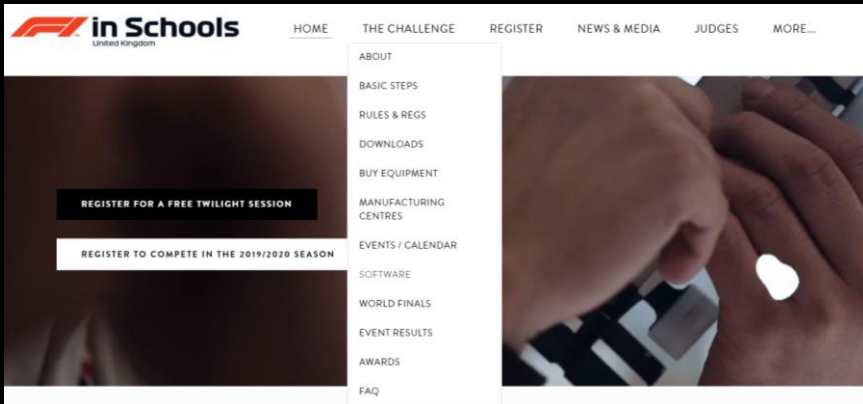 F1 in Schools
United Kingdom
HOME THE CHALLENGE REGISTER NEWS & MEDIA JUDGES MORE...
ABOUT
BASIC STEPS
RULES & REGS
DOWNLOADS
BUY EQUIPMENT
MANUFACTURING
CENTRES
EVENTS / CALENDAR
SOFTWARE
WORLD FINALS
EVENT RESULTS
AWARDS
FAQ
REGISTER FOR A FREE TWILIGHT SESSION
REGISTER TO COMPETE IN THE 2019/2020 SEASON